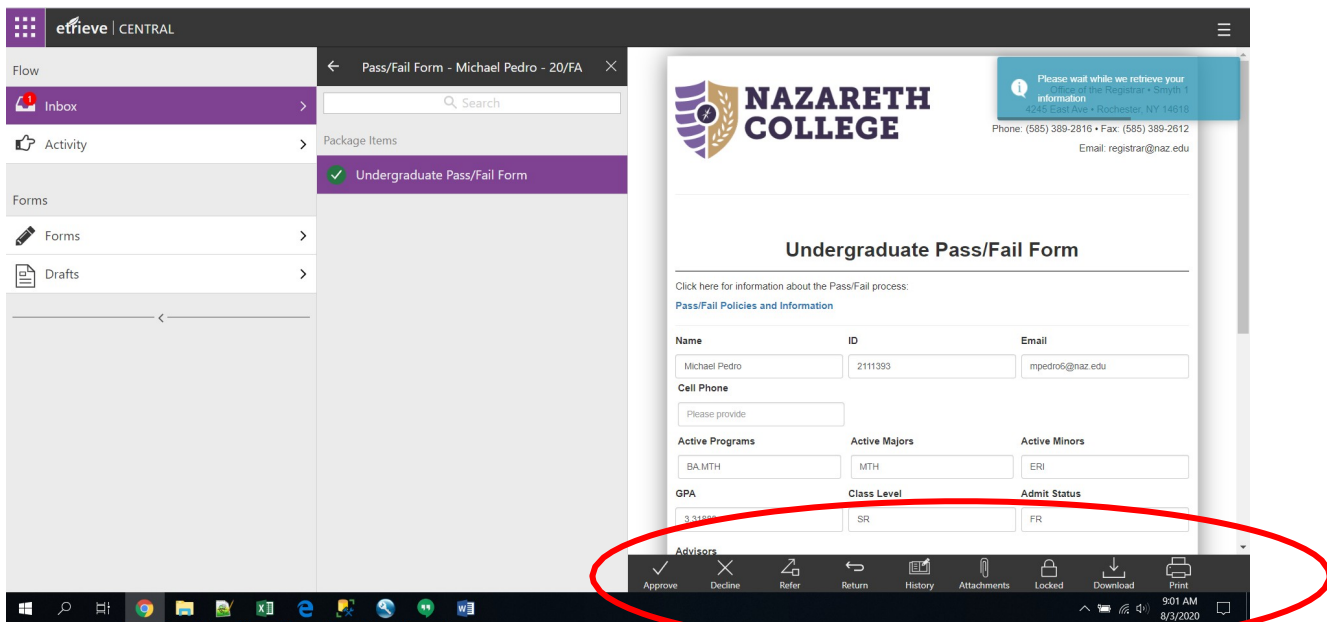 etrieve | CENTRAL
Flow
1
Inbox
Activity
Forms
Forms
Drafts
Pass/Fail Form - Michael Pedro - 20/FA
Search
Package Items
Undergraduate Pass/Fail Form
NAZARETH
COLLEGE
Please wait while we retrieve your
information
Office of the Registrar • Smyth 1
4245 East Ave • Rochester, NY 14618
Phone: (585) 389-2816 • Fax: (585) 389-2612
Email: registrar@naz.edu
Undergraduate Pass/Fail Form
Click here for information about the Pass/Fail process:
Pass/Fail Policies and Information
Name ID Email
Michael Pedro 2111393 mpedro6@naz.edu
Cell Phone
Please provide
Active Programs Active Majors Active Minors
BA.MTH MTH ERI
GPA Class Level Admit Status
SR FR
Advisors
Approve Decline Refer Return History Attachments Locked Download Print
9:01 AM
8/3/2020